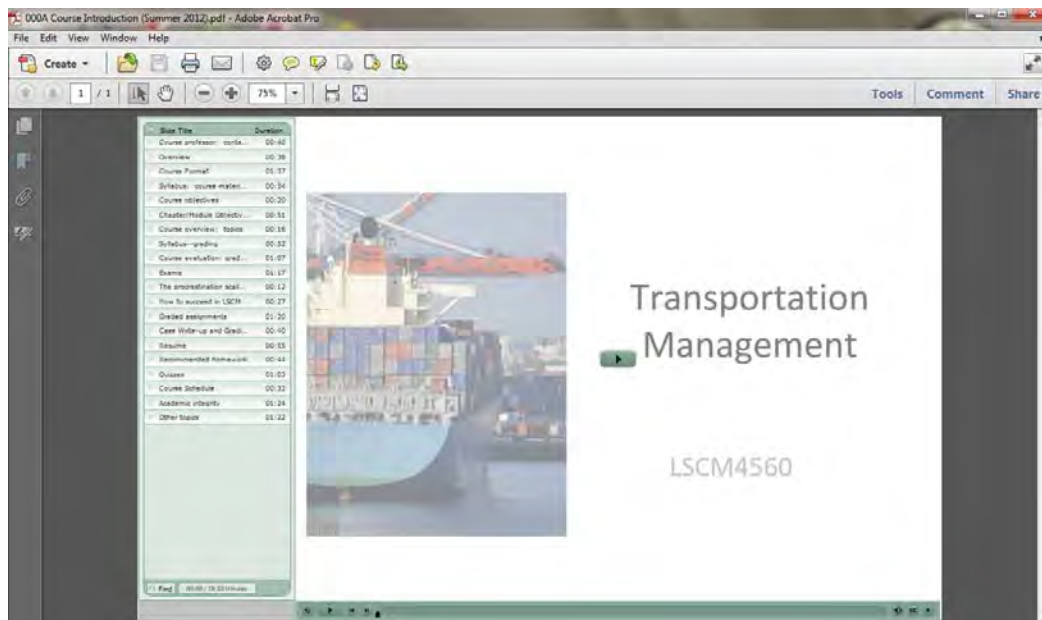 000A Course Introduction (Summer 2012).pdf - Adobe Acrobat Pro
File Edit View Window Help
Create
1 / 1 75% Tools Comment Share
Slide Title Duration
Course professor: conta... 00:40
Overview 00:38
Course Format 01:37
Syllabus: course materi... 00:54
Course objectives 00:20
Chapter/Module Objectiv... 00:51
Course overview: topics 00:16
Syllabus--grading 00:32
Course evaluation: grad... 01:07
Exams 01:17
The procrastination scal... 00:12
How to succeed in LSCM 00:27
Graded assignments 01:20
Case Write-up and Gradi... 00:40
Resume 00:55
Recommended homework 00:44
Quizzes 01:03
Course Schedule 00:32
Academic integrity 01:24
Other topics 01:22
Transportation
Management
LSCM4560
Find